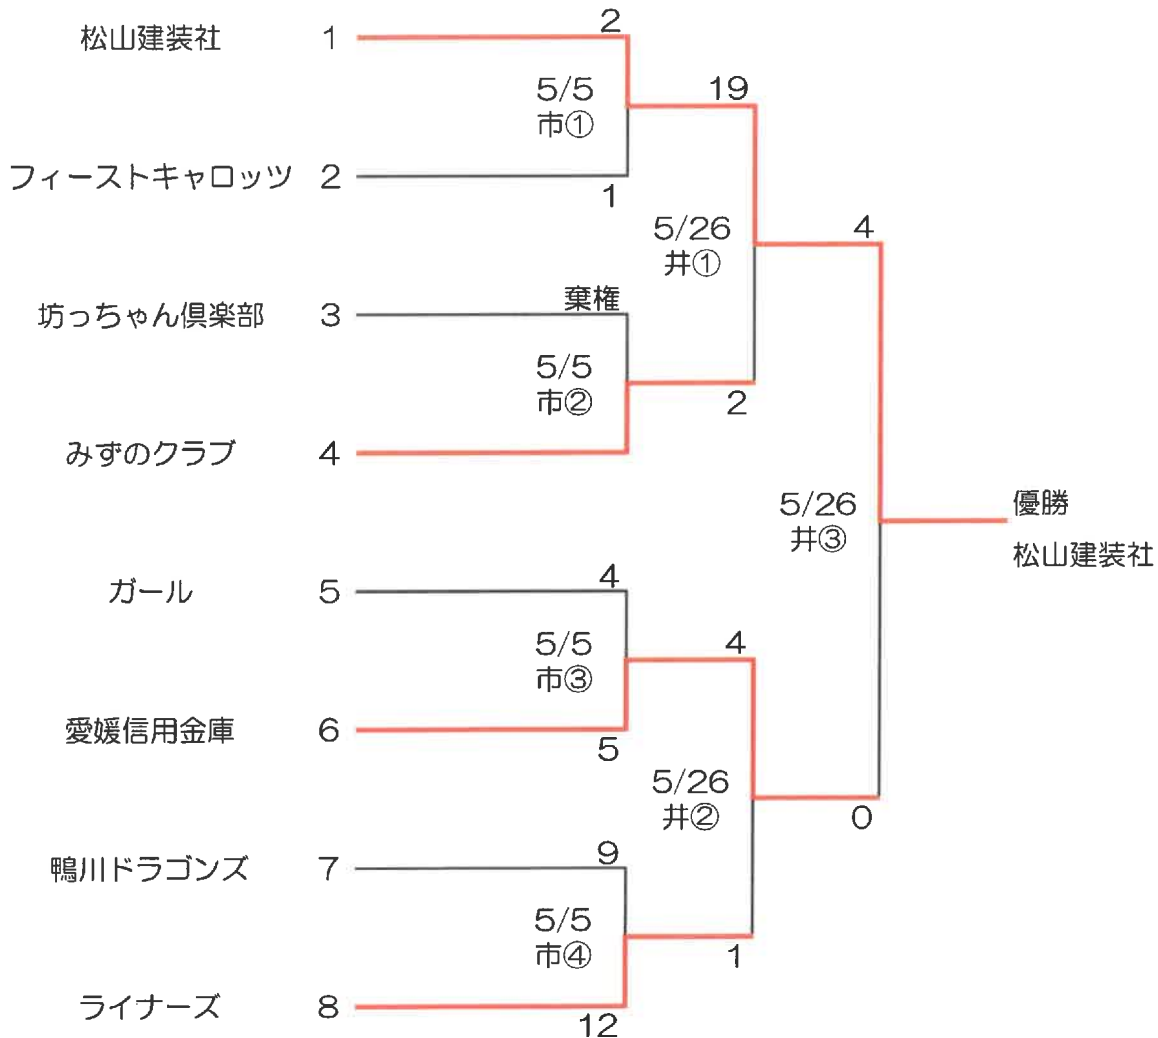 松山建装社 1 2
5/5
市① 19
フィーストキャロッツ 2 1
5/26
井① 4
坊っちゃん倶楽部 3 棄権
5/5
市② 2
みずのクラブ 4
5/26
井③
優勝
松山建装社
ガール 5 4
5/5
市③ 4
愛媛信用金庫 6 5
5/26
井② 0
鴨川ドラゴンズ 7 9
5/5
市④ 1
ライナーズ 8 12